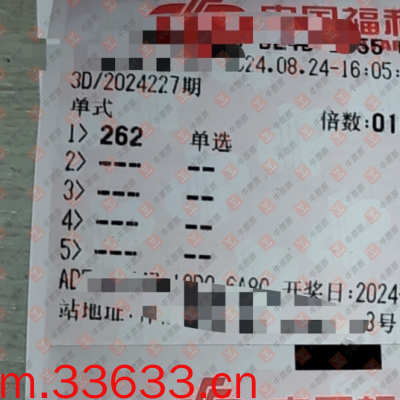 中国福利
24.08.24-16:05:
3D/2024227期
单式
倍数:01
1> 262 单选
2> --- --
3> --- --
4> --- --
5> --- --
开奖日:2024-
站地址
3号
m.33633.cn